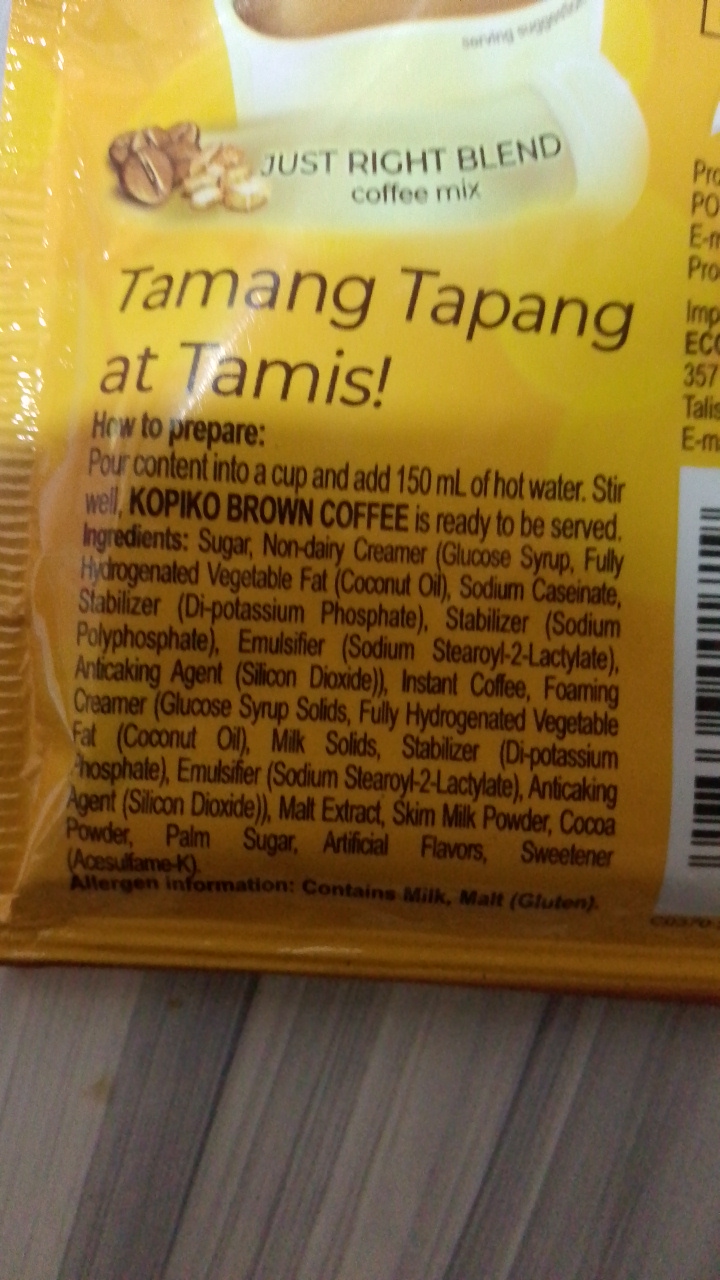 serving suggestion
JUST RIGHT BLEND
coffee mix
Tamang Tapang
at Tamis!
How to prepare:
Pour content into a cup and add 150 mL of hot water. Stir
well, KOPIKO BROWN COFFEE is ready to be served.
Ingredients: Sugar, Non-dairy Creamer (Glucose Syrup, Fully
Hydrogenated Vegetable Fat (Coconut Oil), Sodium Caseinate,
Stabilizer (Di-potassium Phosphate), Stabilizer (Sodium
Polyphosphate), Emulsifier (Sodium Stearoyl-2-Lactylate),
Anticaking Agent (Silicon Dioxide)), Instant Coffee, Foaming
Creamer (Glucose Syrup Solids, Fully Hydrogenated Vegetable
Fat (Coconut Oil), Milk Solids, Stabilizer (Di-potassium
Phosphate), Emulsifier (Sodium Stearoyl-2-Lactylate), Anticaking
Agent (Silicon Dioxide)), Malt Extract, Skim Milk Powder, Cocoa
Powder, Palm Sugar, Artificial Flavors, Sweetener
(Acesulfame-K).
Allergen information: Contains Milk, Malt (Gluten).
PO
357